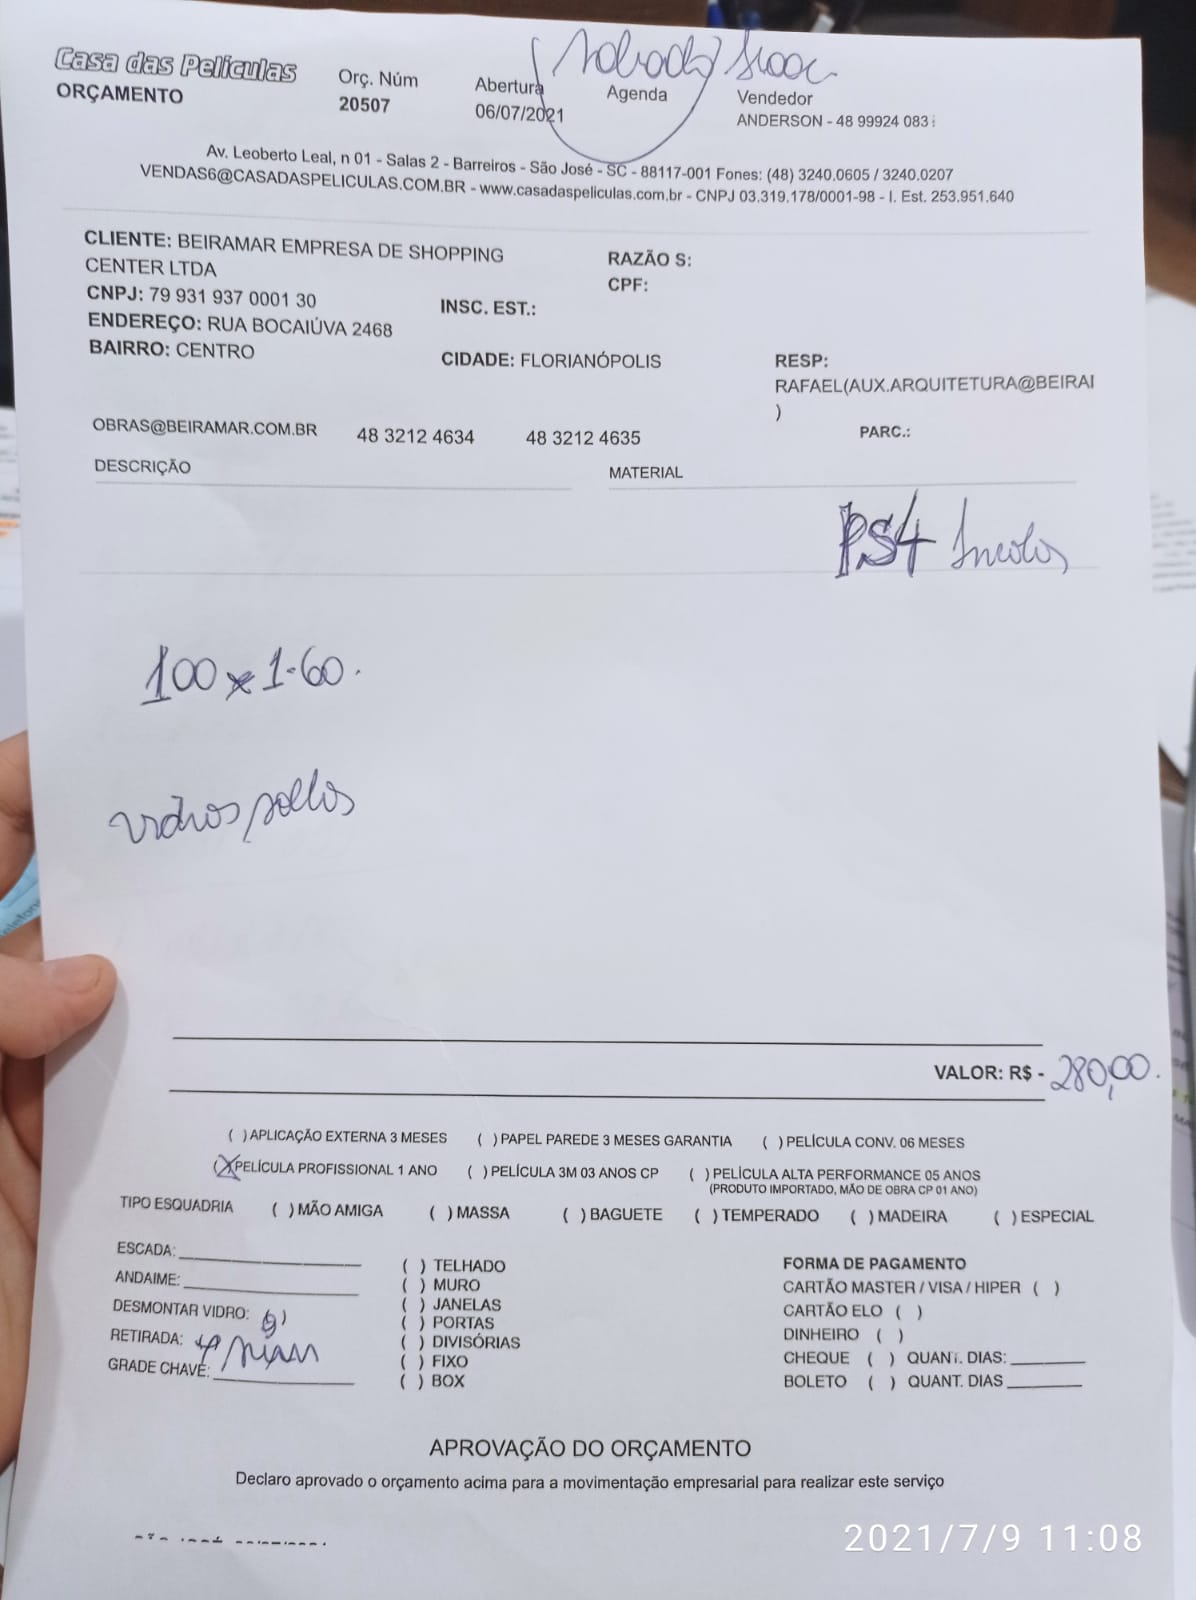 Casa das Películas
ORÇAMENTO
Orç. Núm
20507
Abertura
06/07/2021
Agenda
Sabado
Vendedor
ANDERSON - 48 99924 083
Av. Leoberto Leal, n 01 - Salas 2 - Barreiros - São José - SC - 88117-001 Fones: (48) 3240.0605 / 3240.0207
VENDAS6@CASADASPELICULAS.COM.BR - www.casadaspeliculas.com.br - CNPJ 03.319.178/0001-98 - I. Est. 253.951.640
CLIENTE: BEIRAMAR EMPRESA DE SHOPPING
CENTER LTDA
RAZÃO S:
CPF:
CNPJ: 79 931 937 0001 30
INSC. EST.:
ENDEREÇO: RUA BOCAIÚVA 2468
BAIRRO: CENTRO
CIDADE: FLORIANÓPOLIS
RESP:
RAFAEL(AUX.ARQUITETURA@BEIRAI
)
OBRAS@BEIRAMAR.COM.BR 48 3212 4634 48 3212 4635
PARC.:
DESCRIÇÃO
MATERIAL
PS4 Incolor
100 x 1.60.
vidros soltos
VALOR: R$ - 280,00.
( ) APLICAÇÃO EXTERNA 3 MESES ( ) PAPEL PAREDE 3 MESES GARANTIA ( ) PELÍCULA CONV. 06 MESES
(X) PELÍCULA PROFISSIONAL 1 ANO ( ) PELÍCULA 3M 03 ANOS CP ( ) PELÍCULA ALTA PERFORMANCE 05 ANOS
(PRODUTO IMPORTADO, MÃO DE OBRA CP 01 ANO)
TIPO ESQUADRIA ( ) MÃO AMIGA ( ) MASSA ( ) BAGUETE ( ) TEMPERADO ( ) MADEIRA ( ) ESPECIAL
ESCADA:
ANDAIME:
DESMONTAR VIDRO: )
RETIRADA:
GRADE CHAVE:
( ) TELHADO
( ) MURO
( ) JANELAS
( ) PORTAS
( ) DIVISÓRIAS
( ) FIXO
( ) BOX
FORMA DE PAGAMENTO
CARTÃO MASTER / VISA / HIPER ( )
CARTÃO ELO ( )
DINHEIRO ( )
CHEQUE ( ) QUANT. DIAS:
BOLETO ( ) QUANT. DIAS
APROVAÇÃO DO ORÇAMENTO
Declaro aprovado o orçamento acima para a movimentação empresarial para realizar este serviço
2021/7/9 11:08